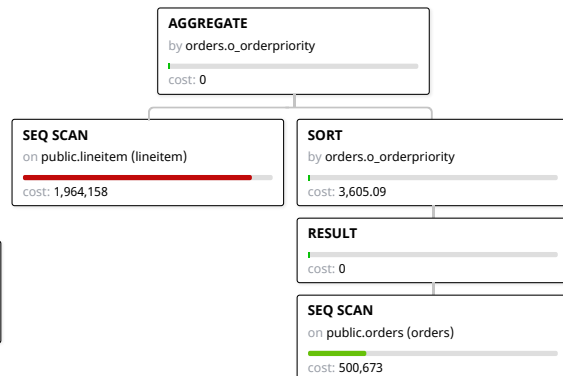 AGGREGATE
by orders.o_orderpriority
cost: 0
SEQ SCAN
on public.lineitem (lineitem)
cost: 1,964,158
SORT
by orders.o_orderpriority
cost: 3,605.09
RESULT
cost: 0
SEQ SCAN
on public.orders (orders)
cost: 500,673